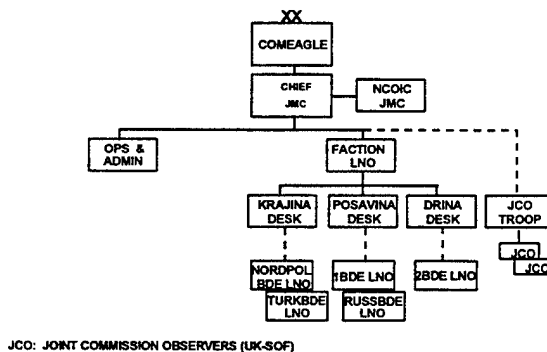 XX
COMEAGLE
CHIEF
JMC
NCOIC
JMC
OPS &
ADMIN
FACTION
LNO
KRAJINA
DESK
POSAVINA
DESK
DRINA
DESK
JCO
TROOP
JCO
JCO
NORDPOL
BDE LNO
TURKBDE
LNO
1BDE LNO
RUSSBDE
LNO
2BDE LNO
JCO: JOINT COMMISSION OBSERVERS (UK-SOF)